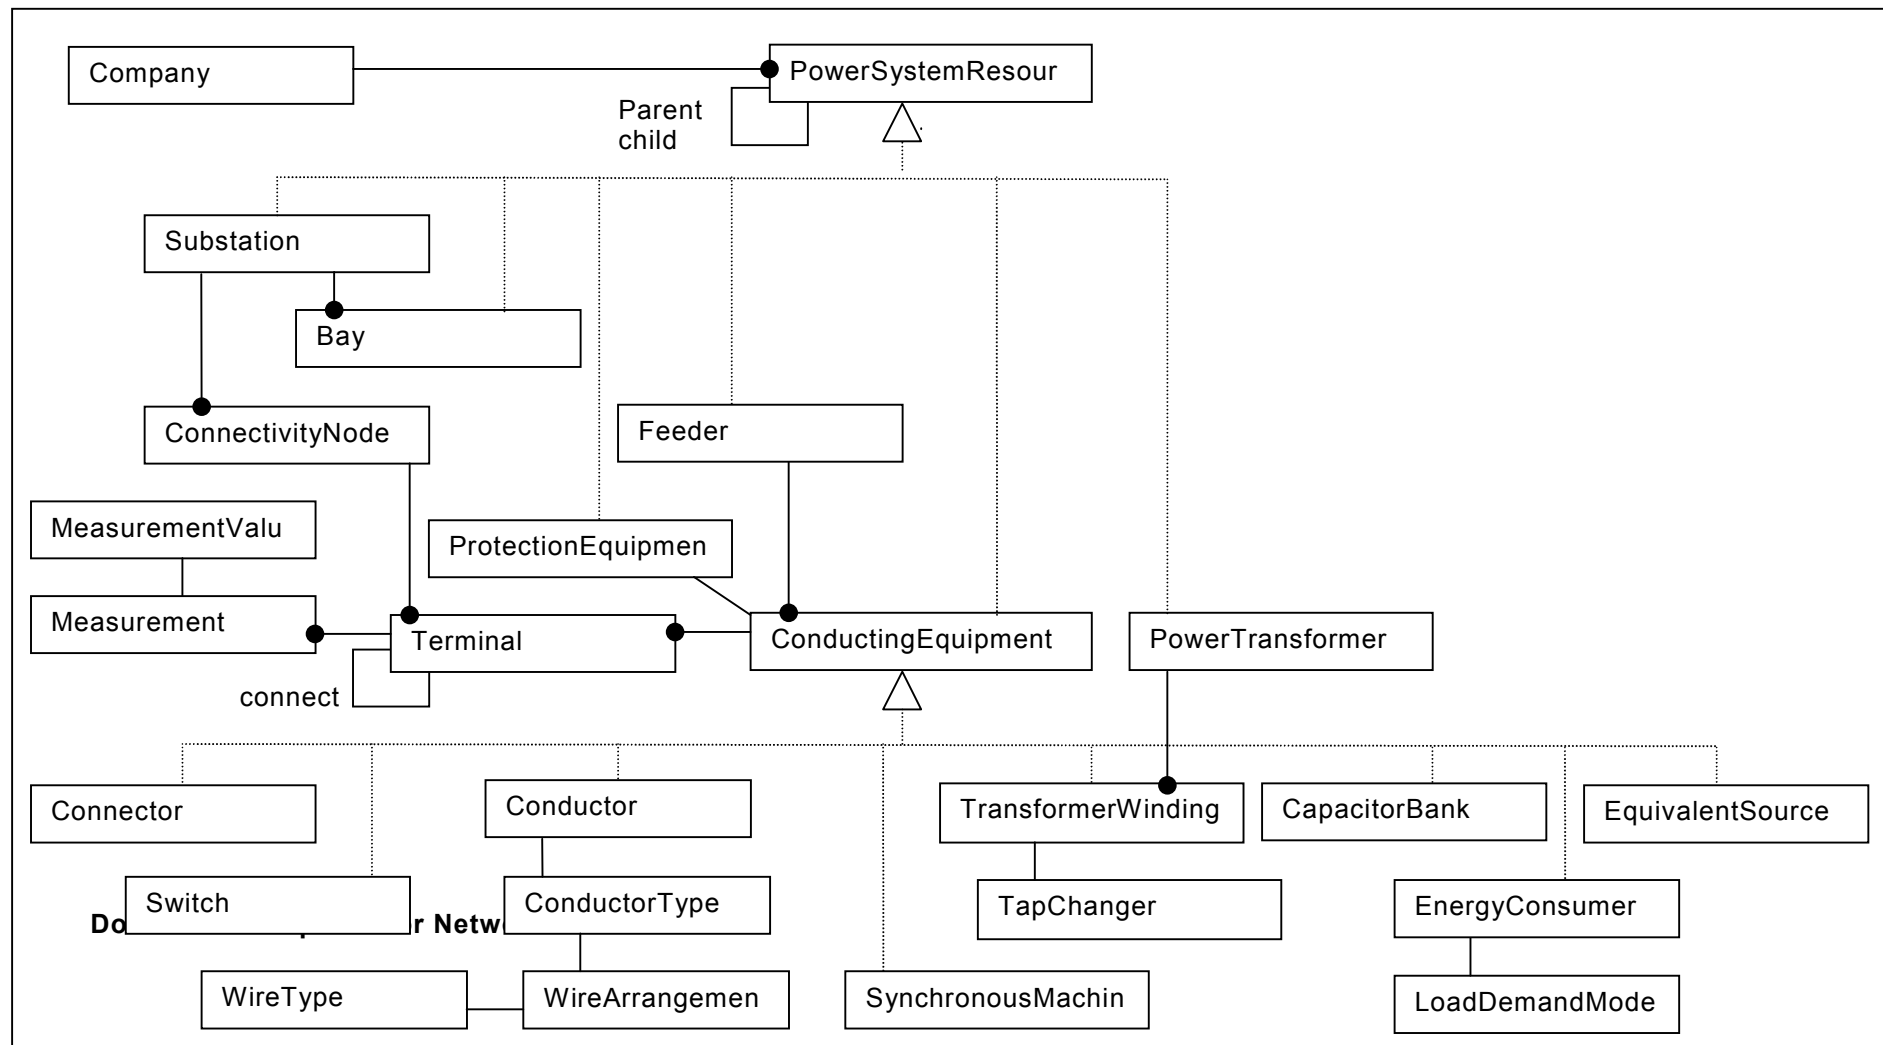 Company
PowerSystemResour
Parent
child
Substation
Bay
ConnectivityNode
Feeder
MeasurementValu
ProtectionEquipmen
Measurement
Terminal
ConductingEquipment
PowerTransformer
connect
Connector
Conductor
TransformerWinding
CapacitorBank
EquivalentSource
Switch
ConductorType
TapChanger
EnergyConsumer
WireType
WireArrangemen
SynchronousMachin
LoadDemandMode